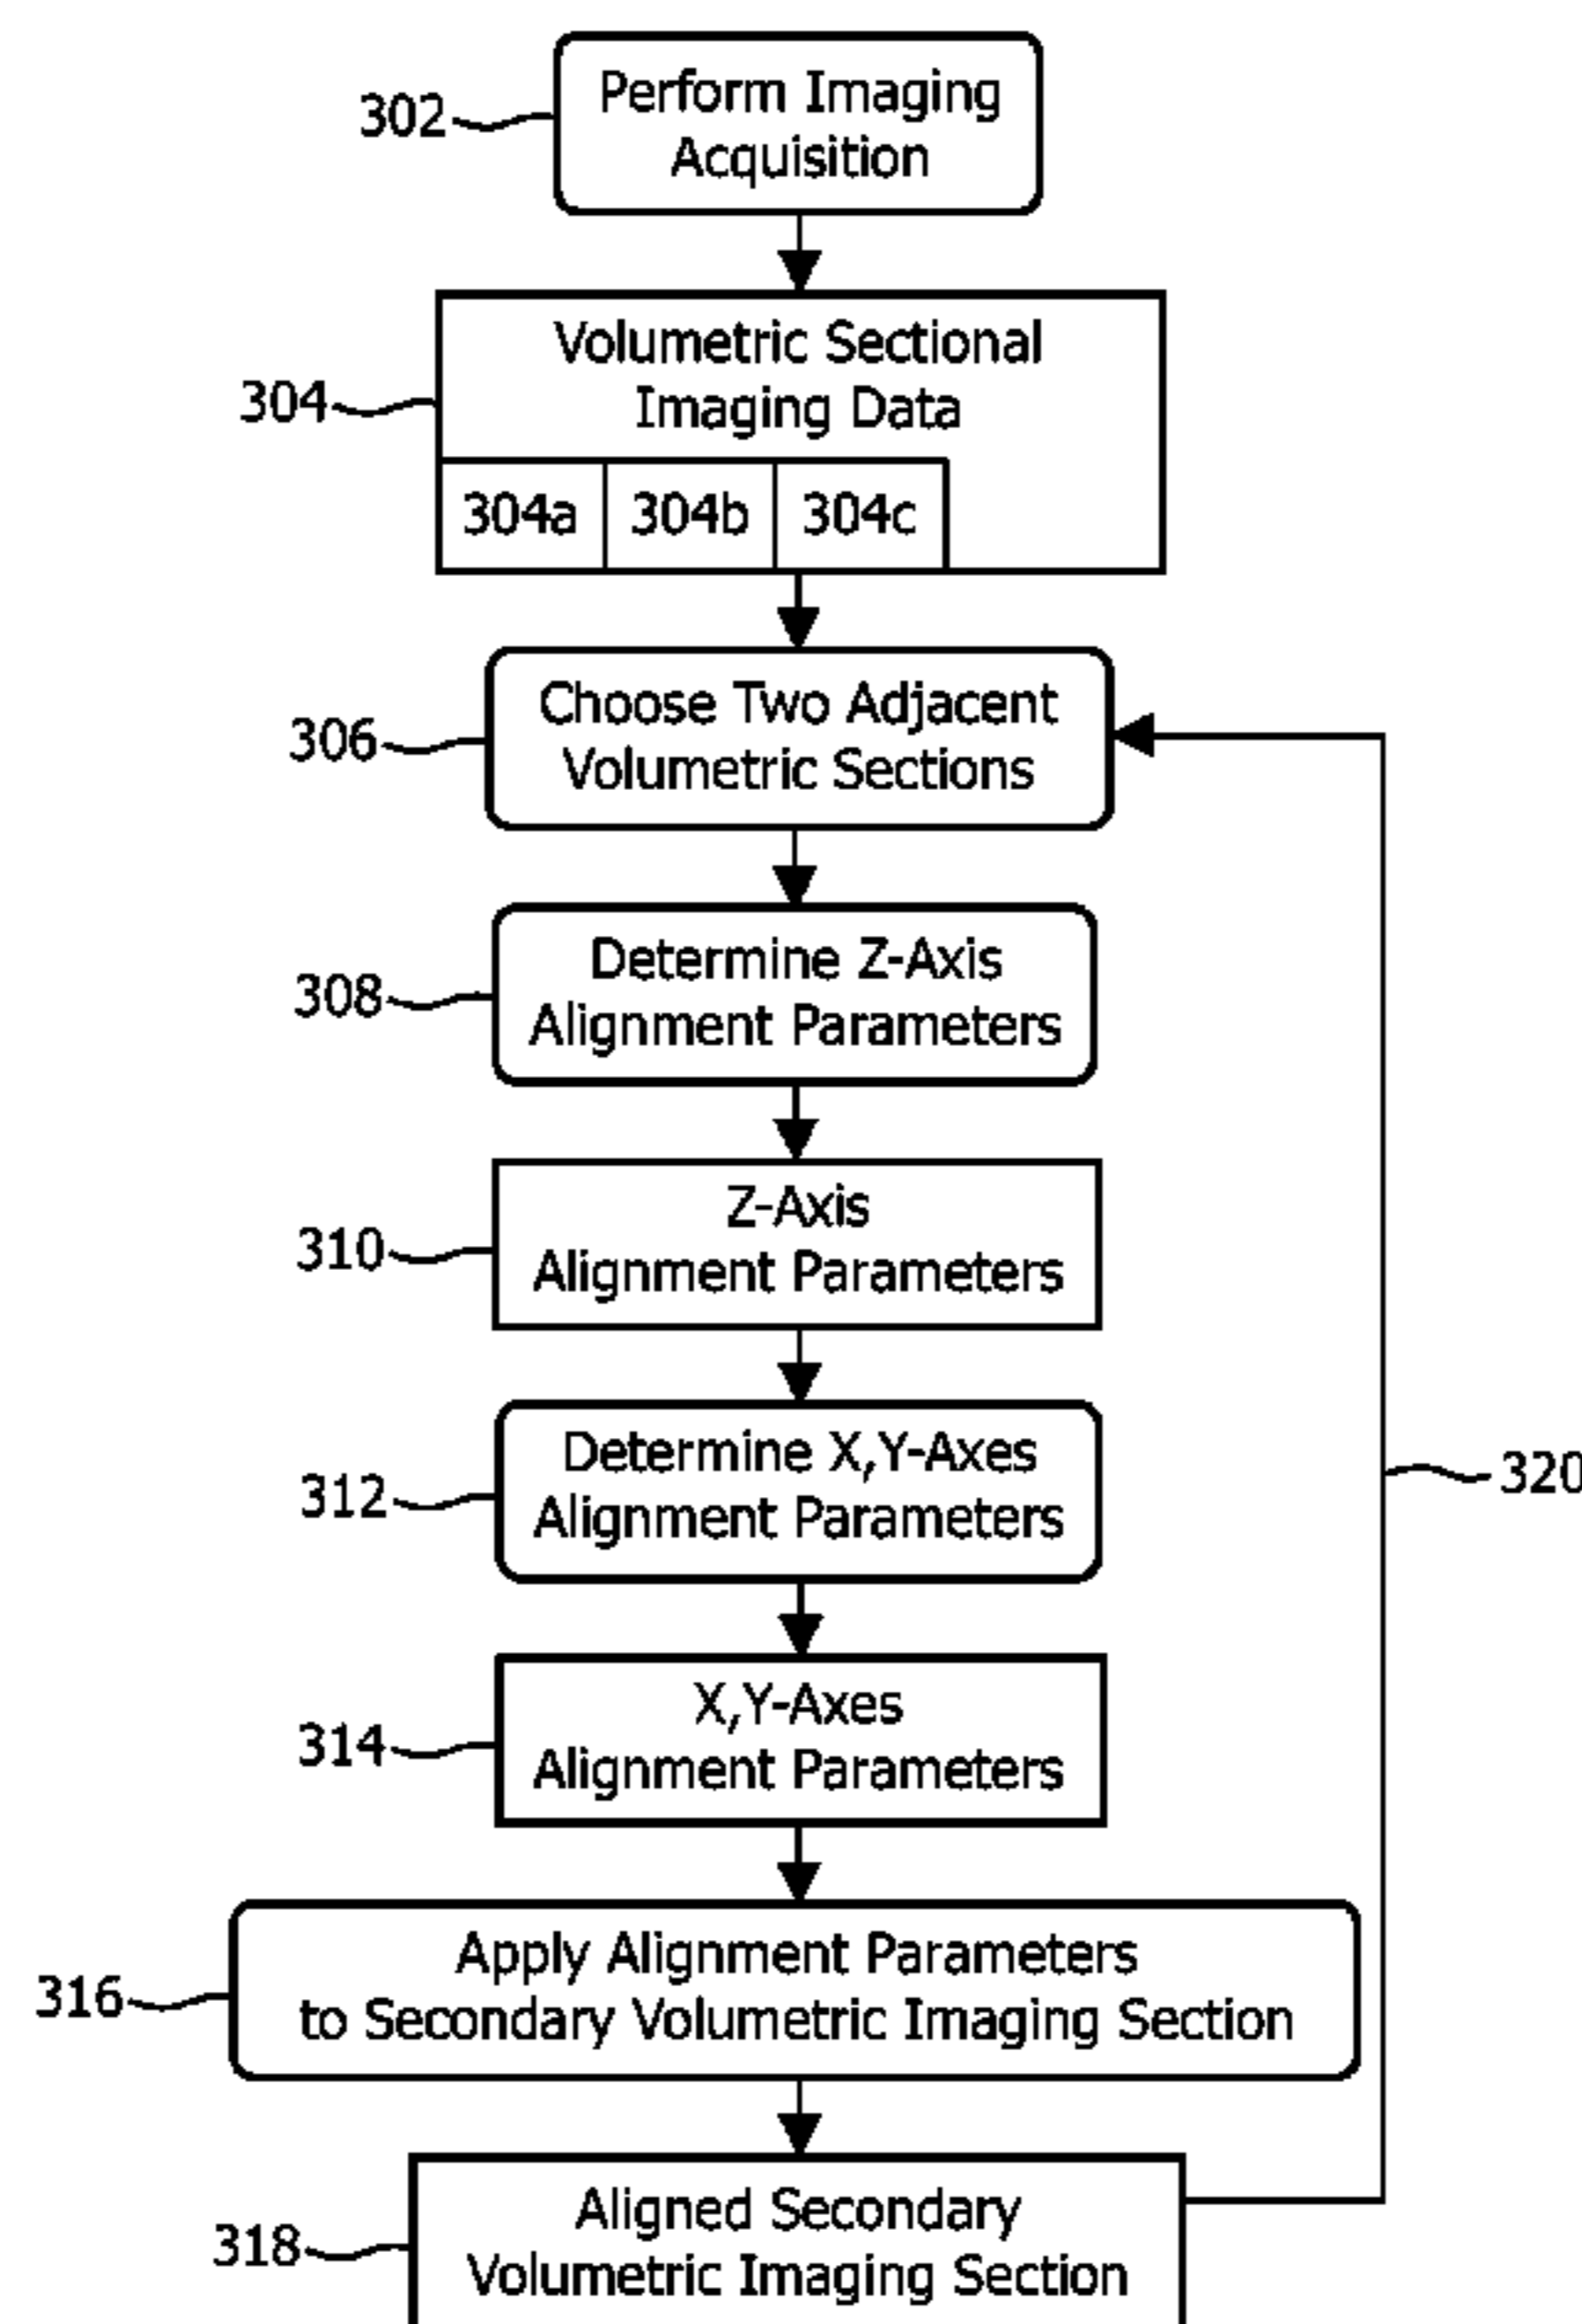 302
Perform Imaging
Acquisition
304
Volumetric Sectional
Imaging Data
304a 304b 304c
306
Choose Two Adjacent
Volumetric Sections
308
Determine Z-Axis
Alignment Parameters
310
Z-Axis
Alignment Parameters
312
Determine X,Y-Axes
Alignment Parameters
320
314
X,Y-Axes
Alignment Parameters
316
Apply Alignment Parameters
to Secondary Volumetric Imaging Section
318
Aligned Secondary
Volumetric Imaging Section